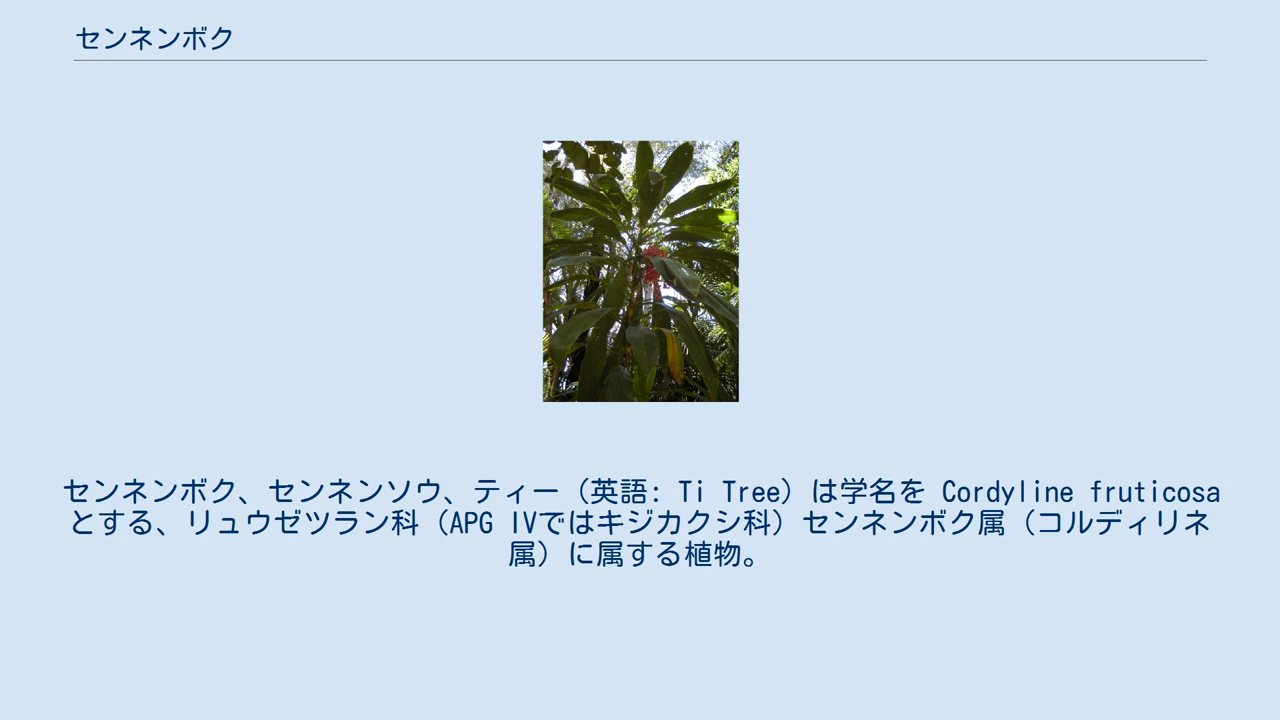 センネンボク
センネンボク、センネンソウ、ティー（英語: Ti Tree）は学名を Cordyline fruticosa
とする、リュウゼツラン科（APG IVではキジカクシ科）センネンボク属（コルディリネ
属）に属する植物。